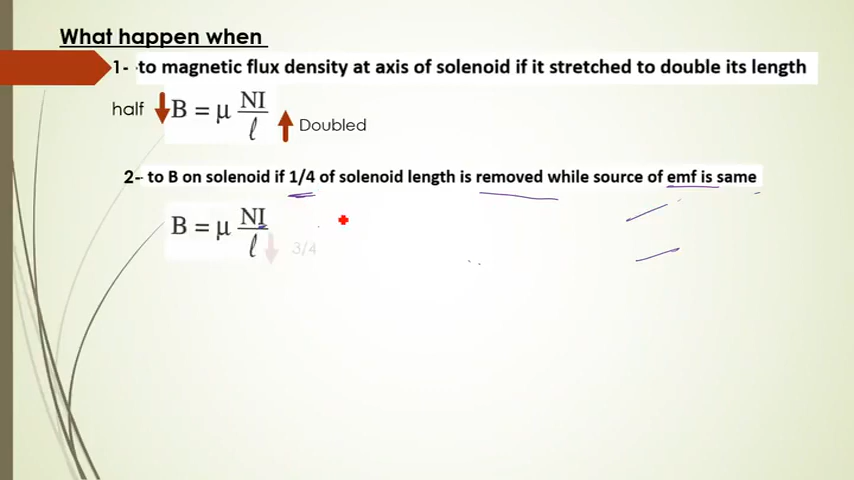 What happen when
1- to magnetic flux density at axis of solenoid if it stretched to double its length
half B = μ NI/ℓ Doubled
2- to B on solenoid if 1/4 of solenoid length is removed while source of emf is same
B = μ NI/ℓ 3/4